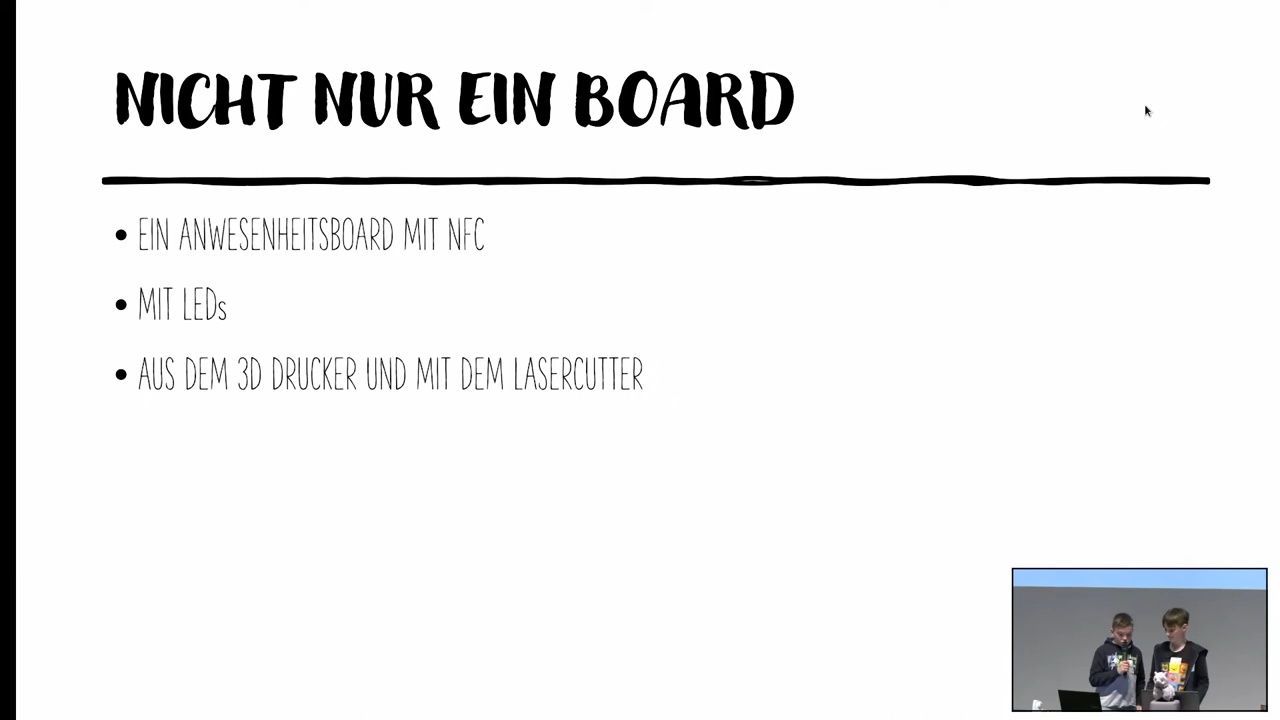 NICHT NUR EIN BOARD
• EIN ANWESENHEITSBOARD MIT NFC
• MIT LEDs
• AUS DEM 3D DRUCKER UND MIT DEM LASERCUTTER